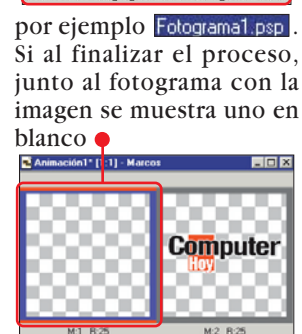 por ejemplo Fotograma1.psp .
Si al finalizar el proceso,
junto al fotograma con la
imagen se muestra uno en
blanco
Animación1* [1:1] - Marcos
Computer
Hoy
M:1 R:25 M:2 R:25